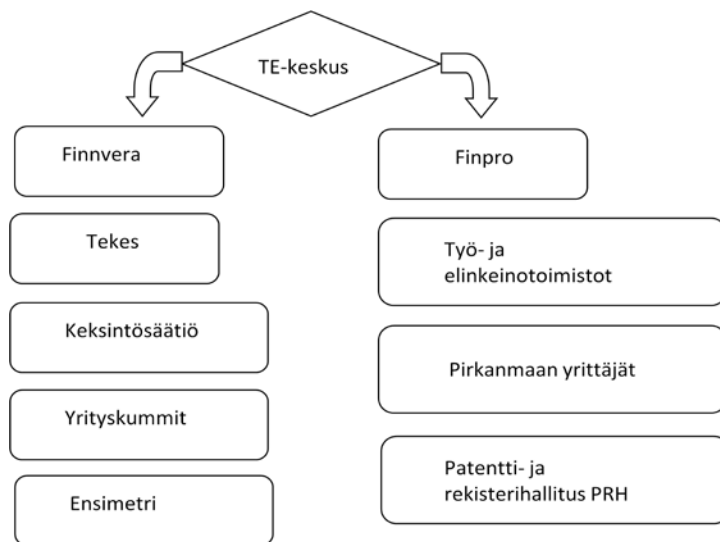 TE-keskus
Finnvera
Tekes
Keksintösäätiö
Yrityskummit
Ensimetri
Finpro
Työ- ja
elinkeinotoimistot
Pirkanmaan yrittäjät
Patentti- ja
rekisterihallitus PRH